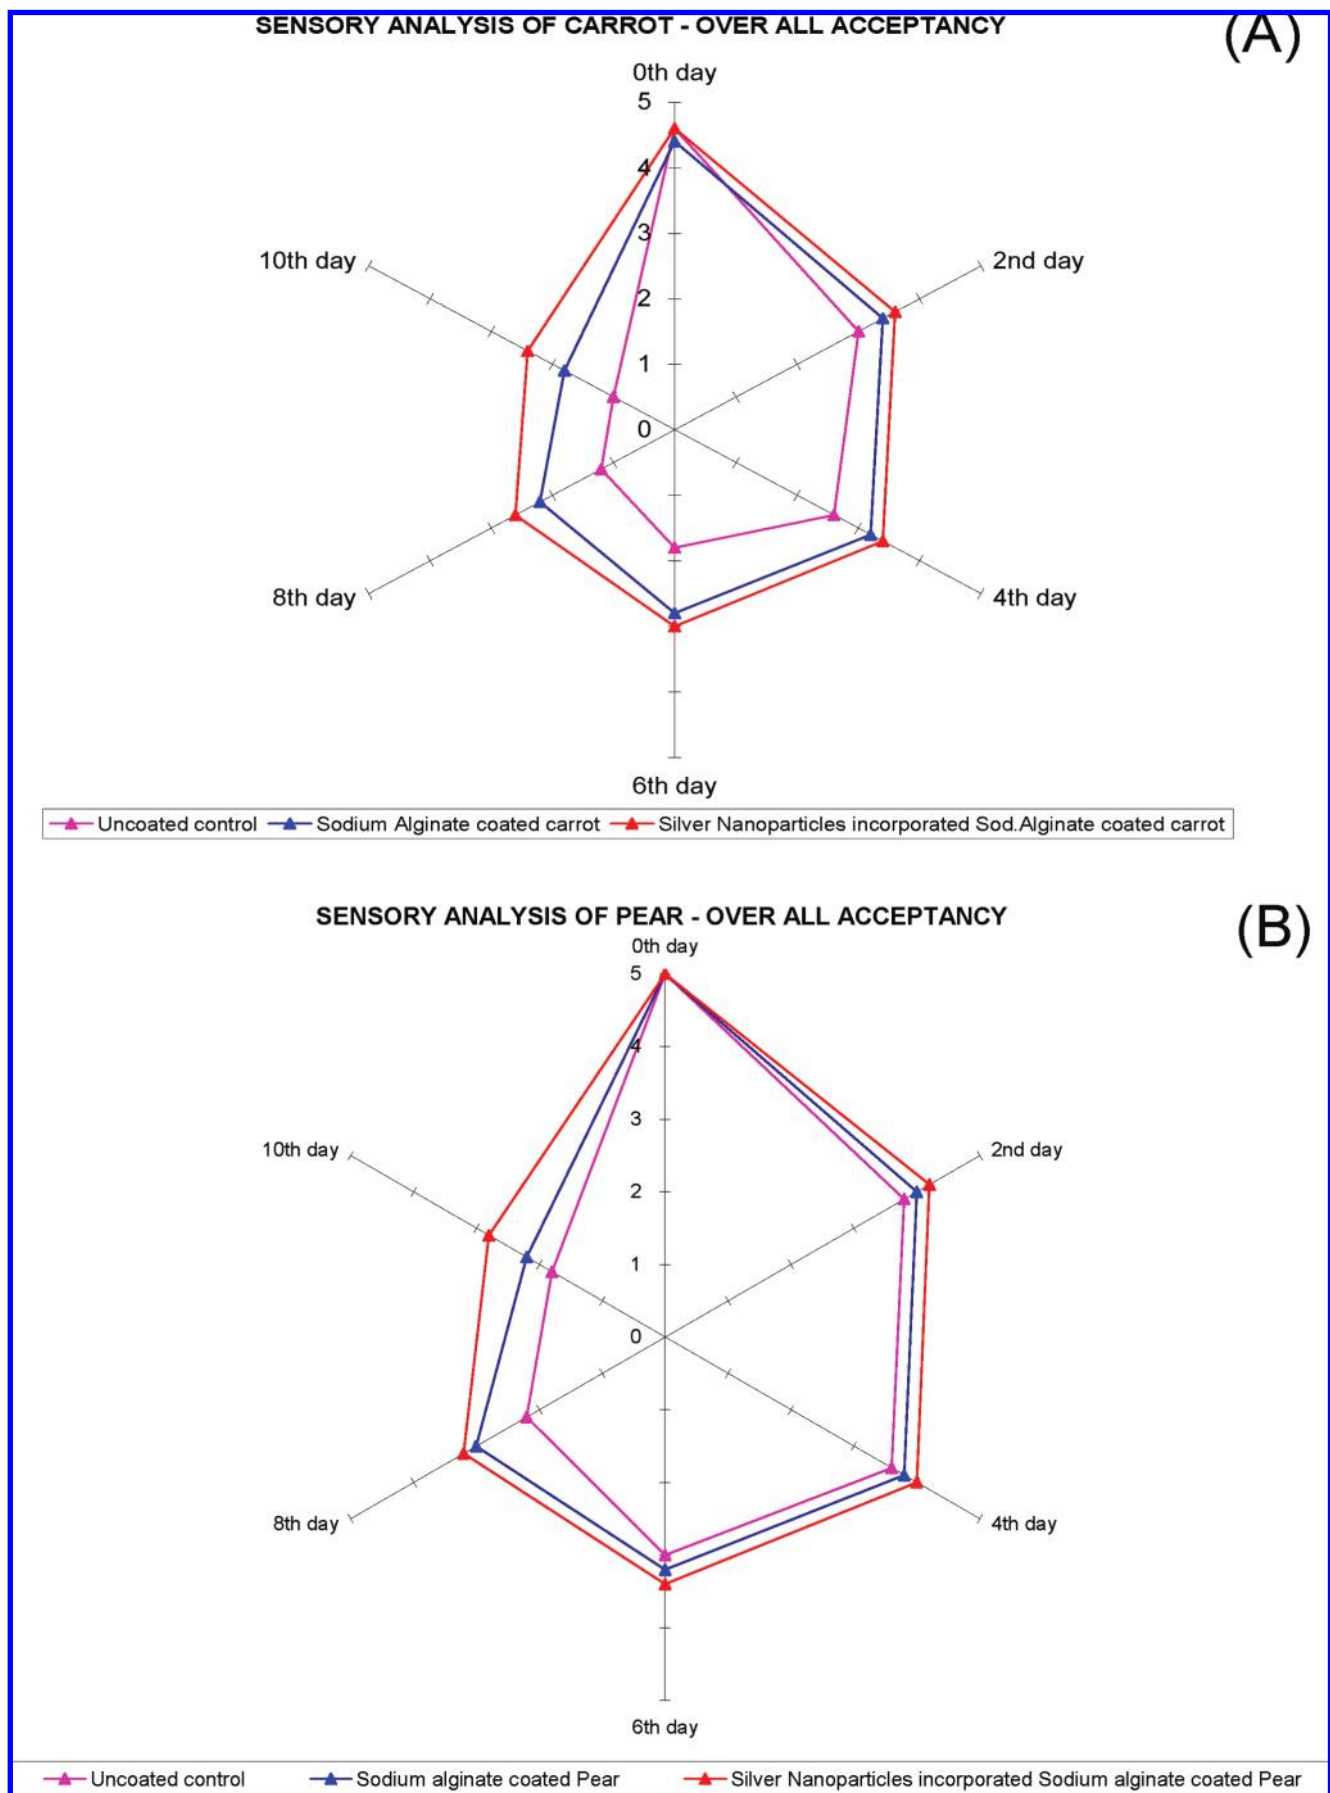 SENSORY ANALYSIS OF CARROT - OVER ALL ACCEPTANCY
(A)
0th day
5
4
3
2
1
0
10th day
2nd day
8th day
4th day
6th day
Uncoated control
Sodium Alginate coated carrot
Silver Nanoparticles incorporated Sod.Alginate coated carrot
SENSORY ANALYSIS OF PEAR - OVER ALL ACCEPTANCY
(B)
0th day
5
4
3
2
1
0
10th day
2nd day
8th day
4th day
6th day
Uncoated control
Sodium alginate coated Pear
Silver Nanoparticles incorporated Sodium alginate coated Pear